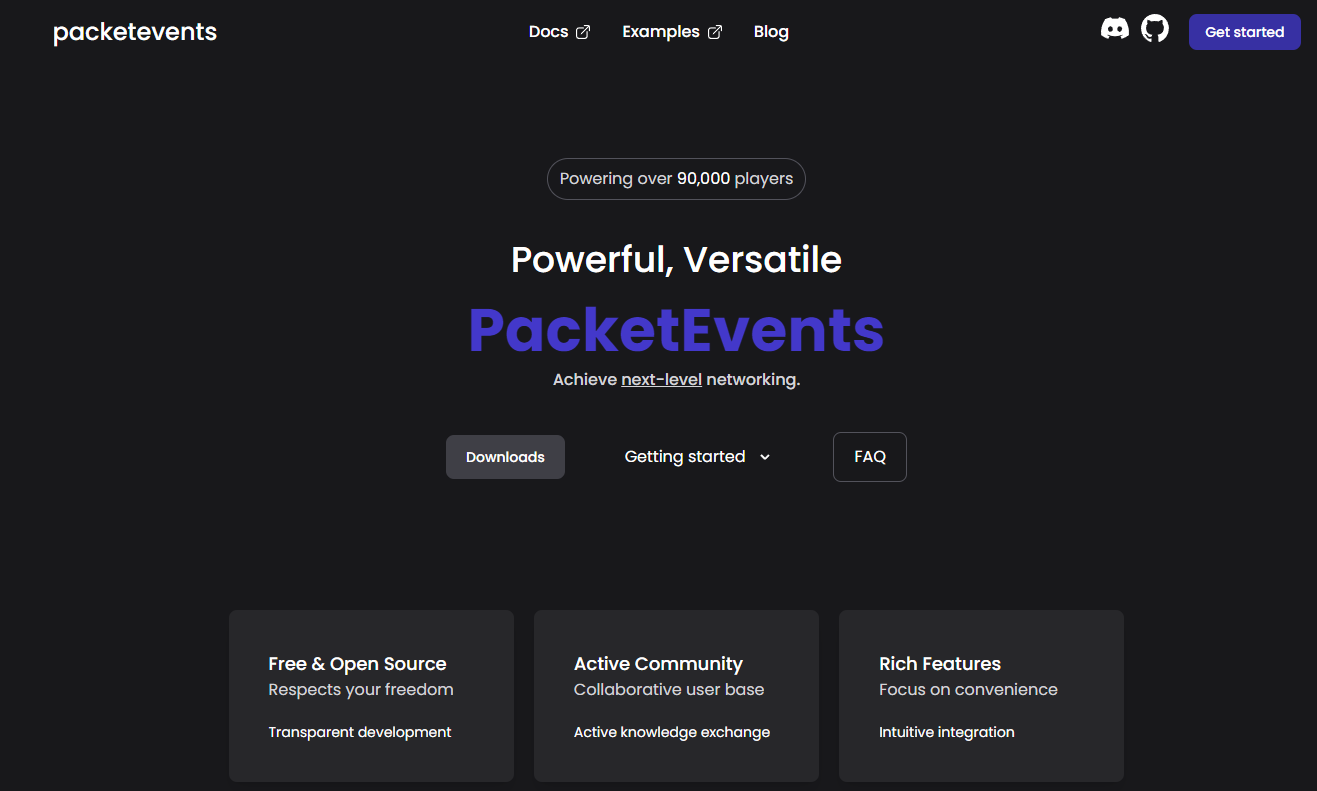 packetevents
Docs
Examples
Blog
Get started
Powering over 90,000 players
Powerful, Versatile
PacketEvents
Achieve next-level networking.
Downloads
Getting started
FAQ
Free & Open Source
Respects your freedom
Transparent development
Active Community
Collaborative user base
Active knowledge exchange
Rich Features
Focus on convenience
Intuitive integration